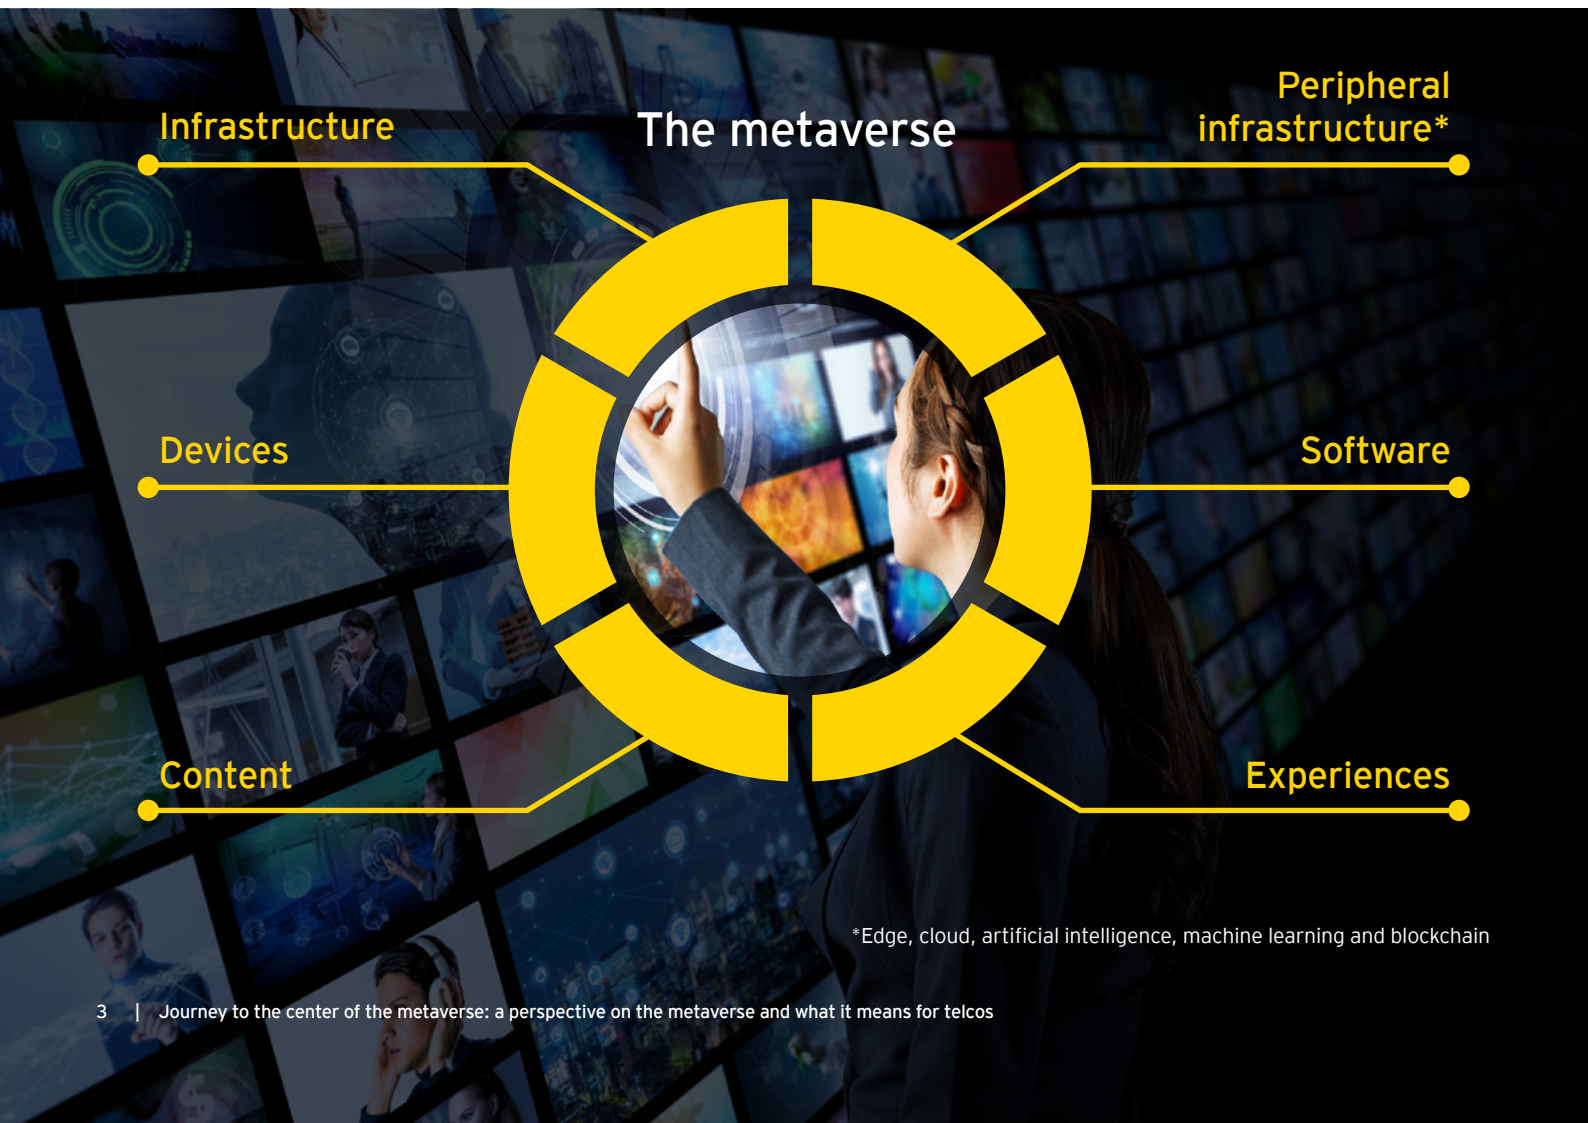 The metaverse
Infrastructure
Peripheral
infrastructure*
Devices
Software
Content
Experiences
*Edge, cloud, artificial intelligence, machine learning and blockchain
3 | Journey to the center of the metaverse: a perspective on the metaverse and what it means for telcos